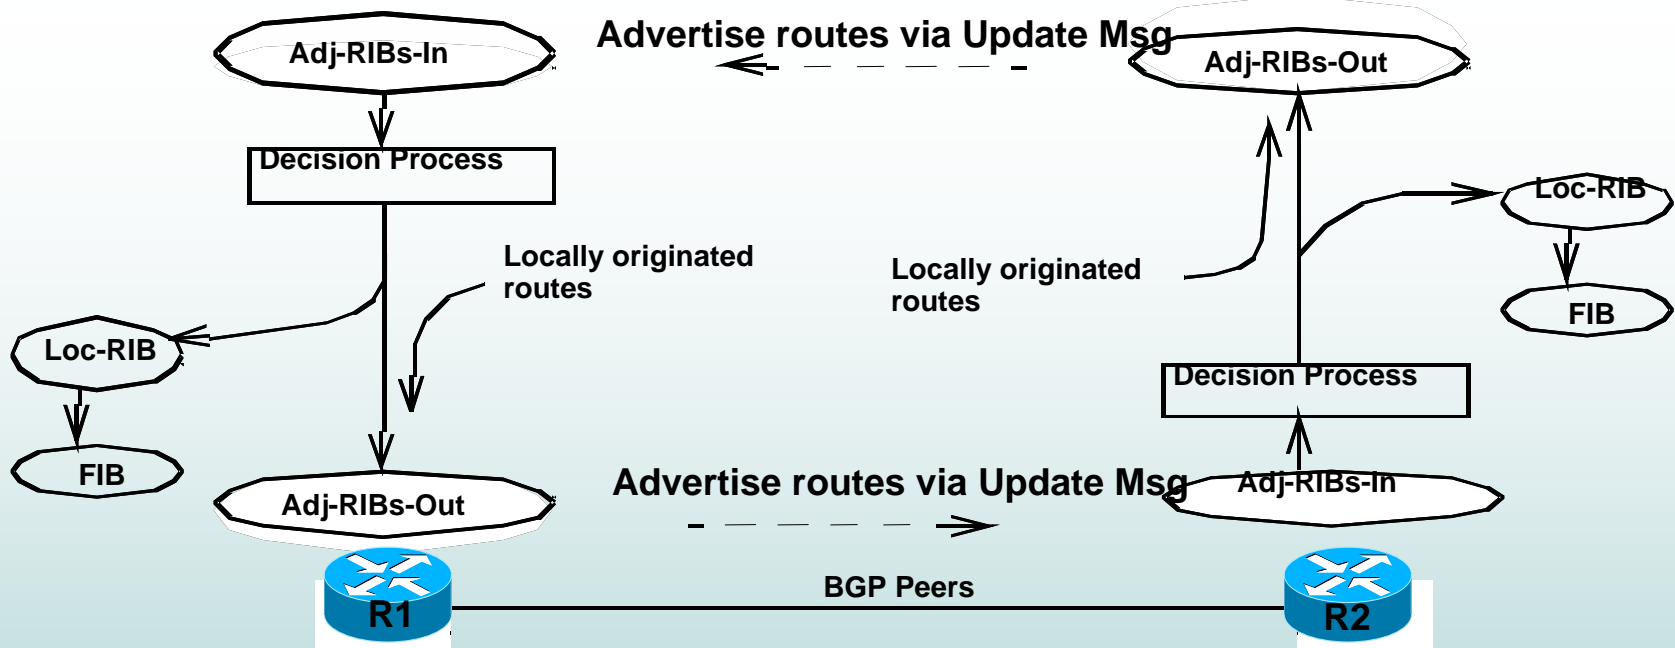 Adj-RIBs-In
Advertise routes via Update Msg
Adj-RIBs-Out
Decision Process
Loc-RIB
Locally originated
routes
Locally originated
routes
FIB
Loc-RIB
Decision Process
FIB
Adj-RIBs-Out
Advertise routes via Update Msg
Adj-RIBs-In
BGP Peers
R1
R2